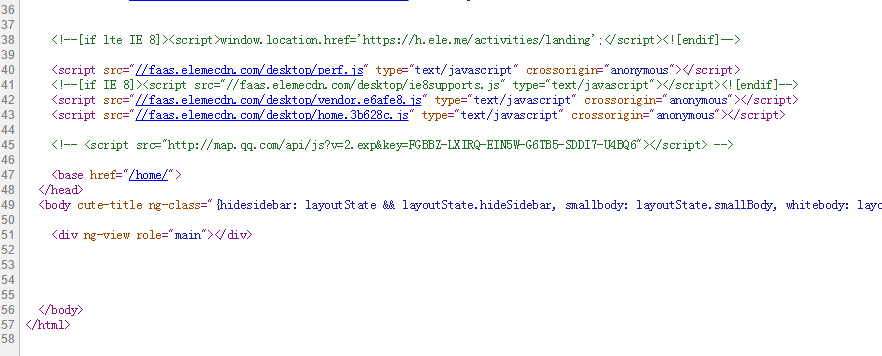 36
37
38 <!--[if lte IE 8]><script>window.location.href='https://h.ele.me/activities/landing';</script><![endif]-->
39
40 <script src="//faas.elemecdn.com/desktop/perf.js" type="text/javascript" crossorigin="anonymous"></script>
41 <!--[if IE 8]><script src="//faas.elemecdn.com/desktop/ie8supports.js" type="text/javascript"></script><![endif]-->
42 <script src="//faas.elemecdn.com/desktop/vendor.e6afe8.js" type="text/javascript" crossorigin="anonymous"></script>
43 <script src="//faas.elemecdn.com/desktop/home.3b628c.js" type="text/javascript" crossorigin="anonymous"></script>
44
45 <!-- <script src="http://map.qq.com/api/js?v=2.exp&key=FGBBZ-LXIRQ-EIN5W-G6TB5-SDDI7-U4BQ6"></script> -->
46
47 <base href="/home/">
48 </head>
49 <body cute-title ng-class="{hidesidebar: layoutState && layoutState.hideSidebar, smallbody: layoutState.smallBody, whitebody: layo
50
51 <div ng-view role="main"></div>
52
53
54
55
56 </body>
57 </html>
58